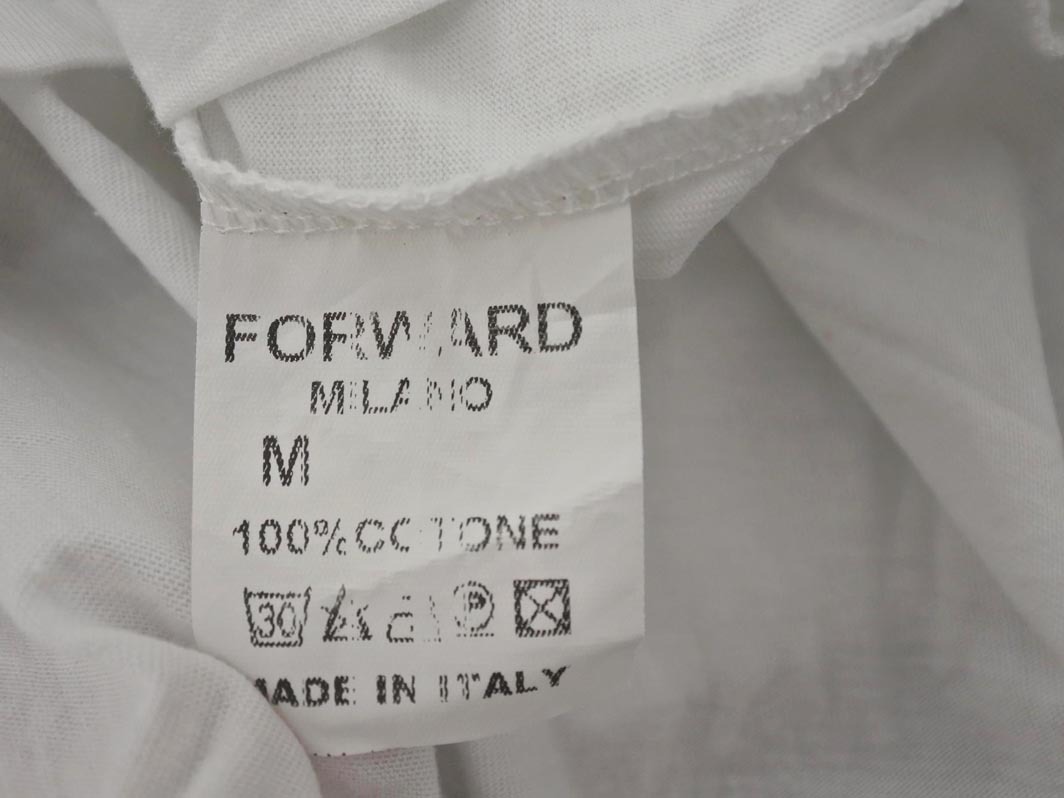 FORWARD
MILANO
M
100% COTONE
30 P
MADE IN ITALY